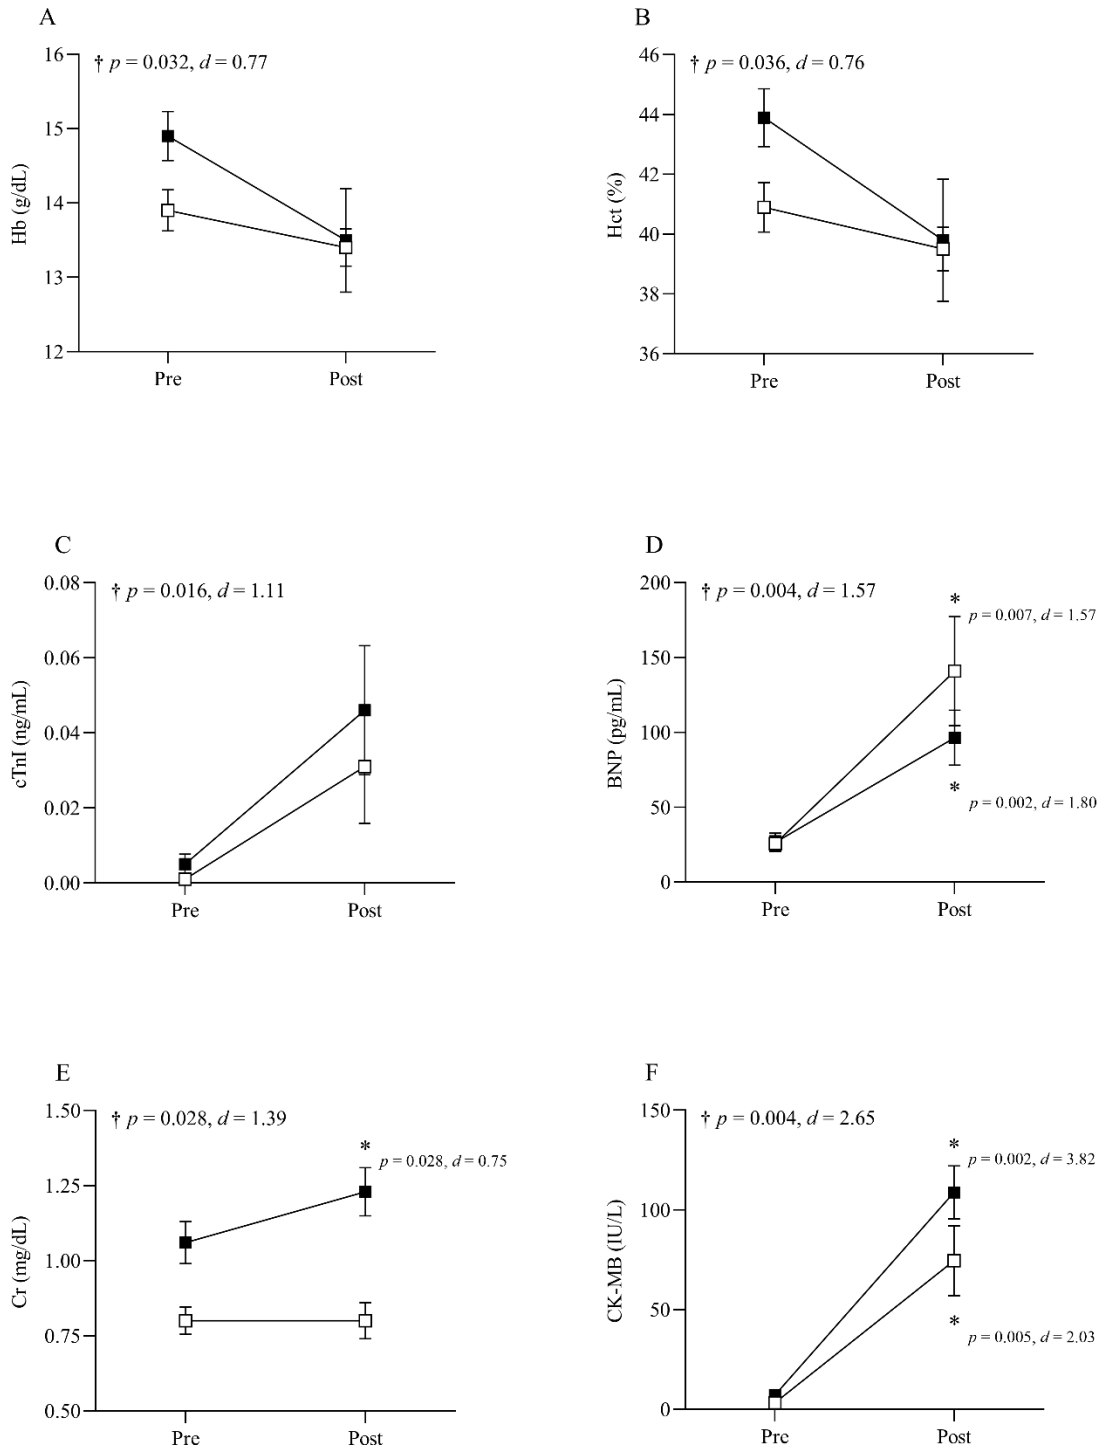 A
† p = 0.032, d = 0.77
Hb (g/dL)
16
15
14
13
12
Pre
Post
B
† p = 0.036, d = 0.76
Hct (%)
46
44
42
40
38
36
Pre
Post
C
† p = 0.016, d = 1.11
cTnI (ng/mL)
0.08
0.06
0.04
0.02
0.00
Pre
Post
D
† p = 0.004, d = 1.57
BNP (pg/mL)
200
150
100
50
0
*
p = 0.007, d = 1.57
*
p = 0.002, d = 1.80
Pre
Post
E
† p = 0.028, d = 1.39
Cr (mg/dL)
1.50
1.25
1.00
0.75
0.50
*
p = 0.028, d = 0.75
Pre
Post
F
† p = 0.004, d = 2.65
CK-MB (IU/L)
150
100
50
0
*
p = 0.002, d = 3.82
*
p = 0.005, d = 2.03
Pre
Post